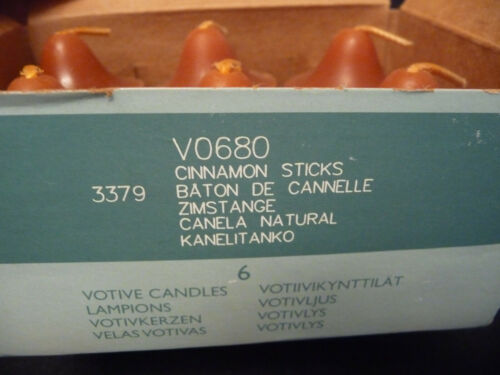 V0680
CINNAMON STICKS
3379 BATON DE CANNELLE
ZIMSTANGE
CANELA NATURAL
KANELITANKO
6
VOTIVE CANDLES
LAMPIONS
VOTIVKERZEN
VELAS VOTIVAS
VOTIIVIKYNTTILÄT
VOTIVLJUS
VOTIVLYS
VOTIVLYS